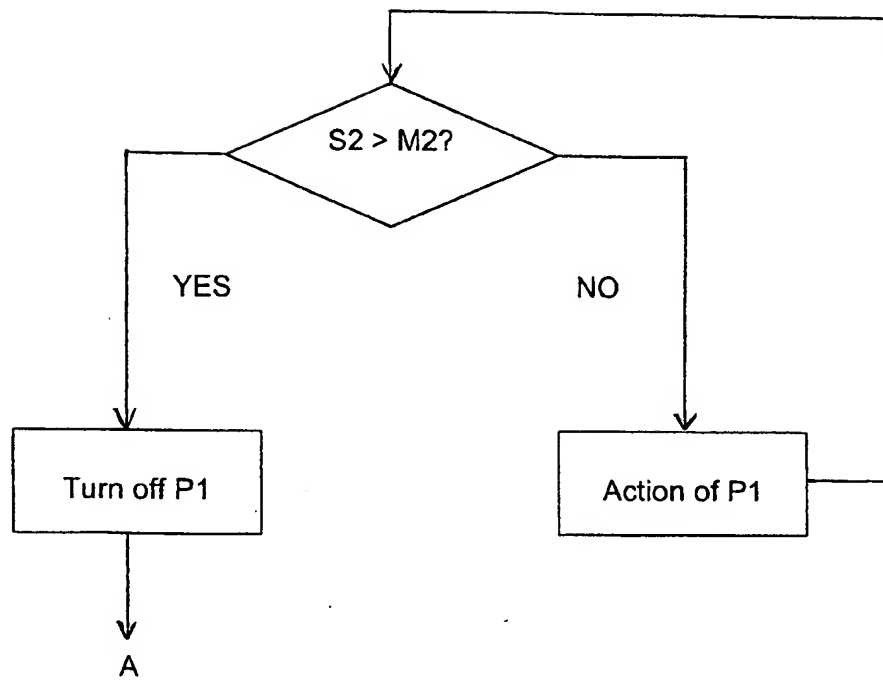 S2 > M2?
YES
NO
Turn off P1
Action of P1
A